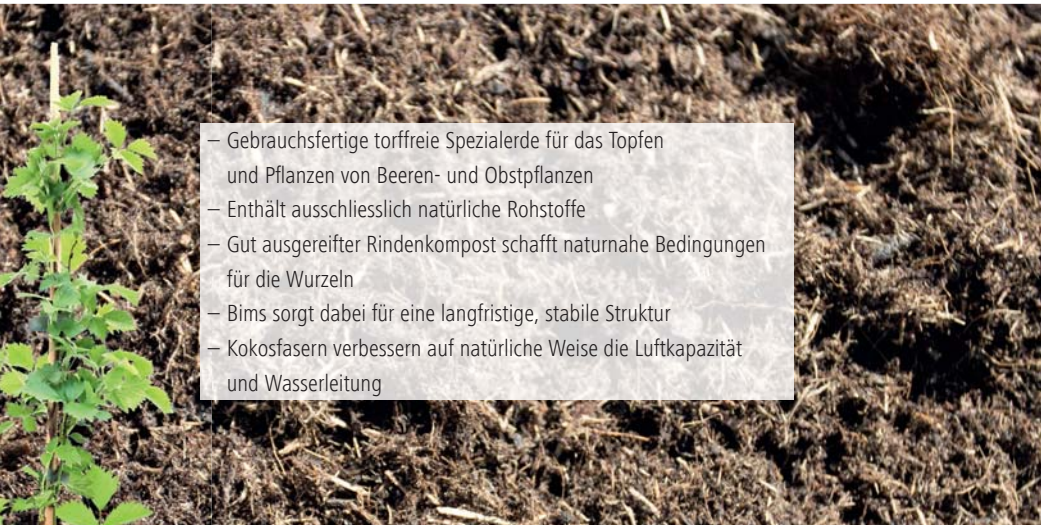 – Gebrauchsfertige torffreie Spezialerde für das Topfen
und Pflanzen von Beeren- und Obstpflanzen
– Enthält ausschliesslich natürliche Rohstoffe
– Gut ausgereifter Rindenkompost schafft naturnahe Bedingungen
für die Wurzeln
– Bims sorgt dabei für eine langfristige, stabile Struktur
– Kokosfasern verbessern auf natürliche Weise die Luftkapazität
und Wasserleitung